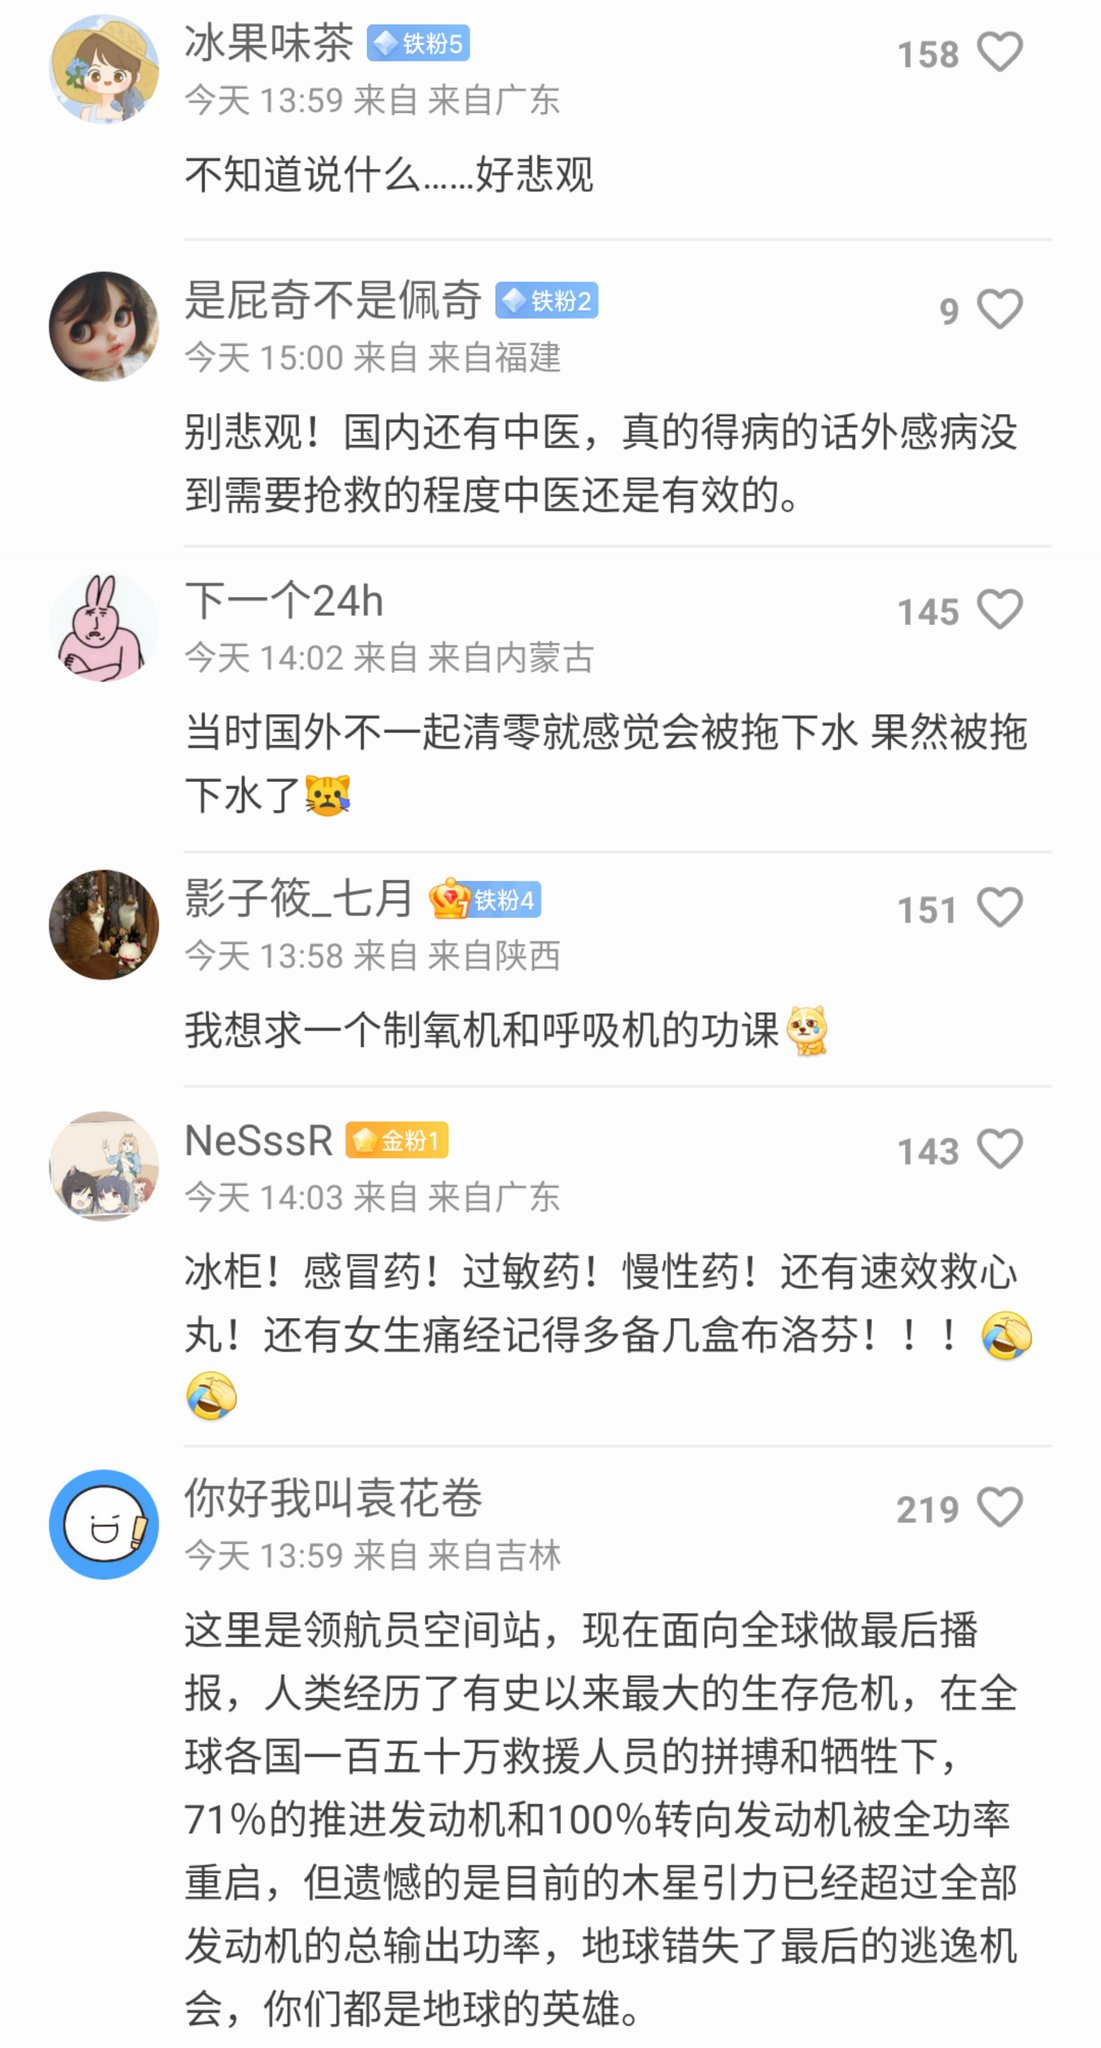 冰果味茶 铁粉5
158
今天 13:59 来自 来自广东
不知道说什么……好悲观
是屁奇不是佩奇 铁粉2
9
今天 15:00 来自 来自福建
别悲观！国内还有中医，真的得病的话外感病没
到需要抢救的程度中医还是有效的。
下一个24h
145
今天 14:02 来自 来自内蒙古
当时国外不一起清零就感觉会被拖下水 果然被拖
下水了
影子筱_七月 7 铁粉4
151
今天 13:58 来自 来自陕西
我想求一个制氧机和呼吸机的功课
NeSssR 金粉1
143
今天 14:03 来自 来自广东
冰柜！感冒药！过敏药！慢性药！还有速效救心
丸！还有女生痛经记得多备几盒布洛芬！！！
你好我叫袁花卷
219
今天 13:59 来自 来自吉林
这里是领航员空间站，现在面向全球做最后播
报，人类经历了有史以来最大的生存危机，在全
球各国一百五十万救援人员的拼搏和牺牲下，
71%的推进发动机和100%转向发动机被全功率
重启，但遗憾的是目前的木星引力已经超过全部
发动机的总输出功率，地球错失了最后的逃逸机
会，你们都是地球的英雄。